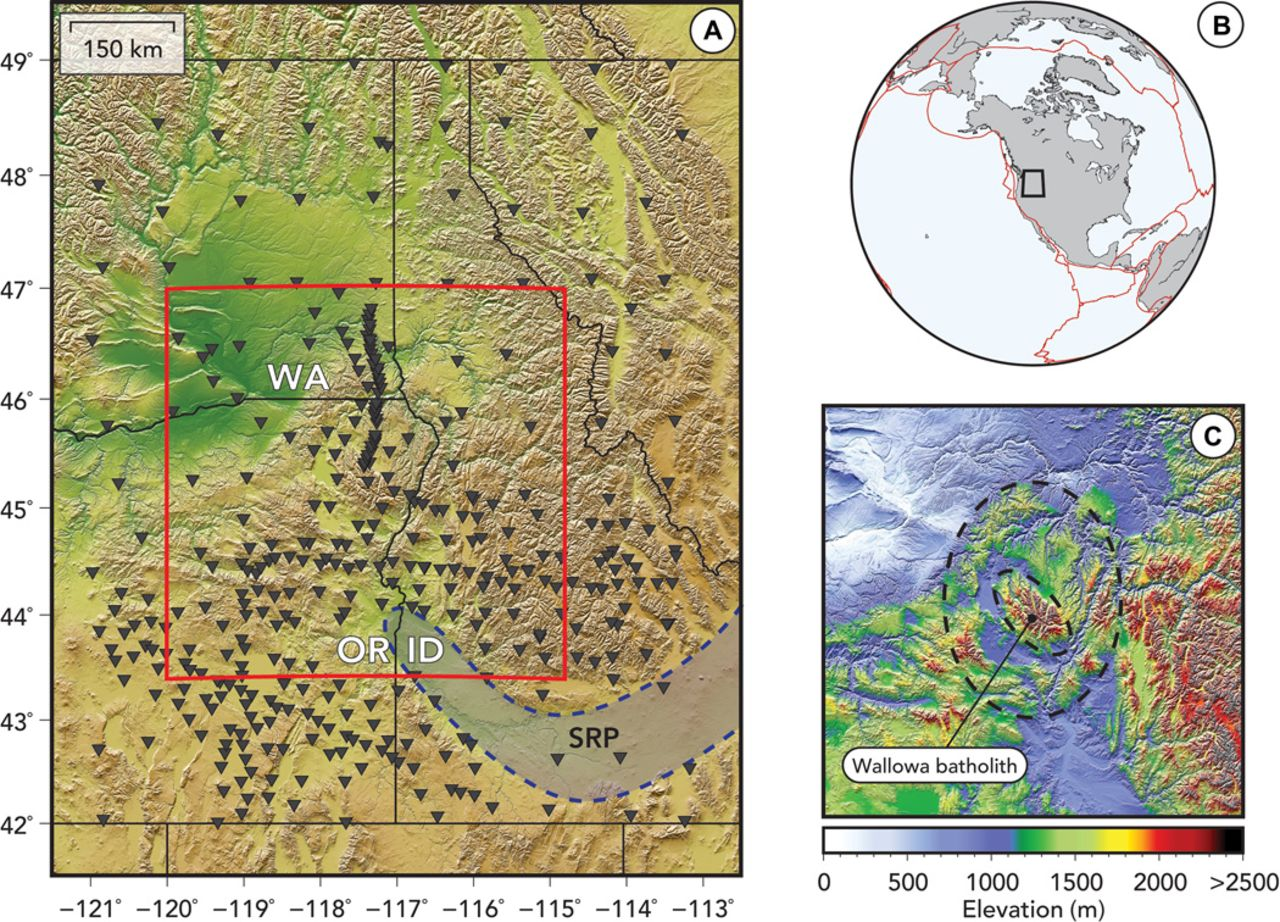 A
150 km
49°
48°
47°
46°
45°
44°
43°
42°
WA
OR ID
SRP
−121° −120° −119° −118° −117° −116° −115° −114° −113°
B
C
Wallowa batholith
0 500 1000 1500 2000 >2500
Elevation (m)